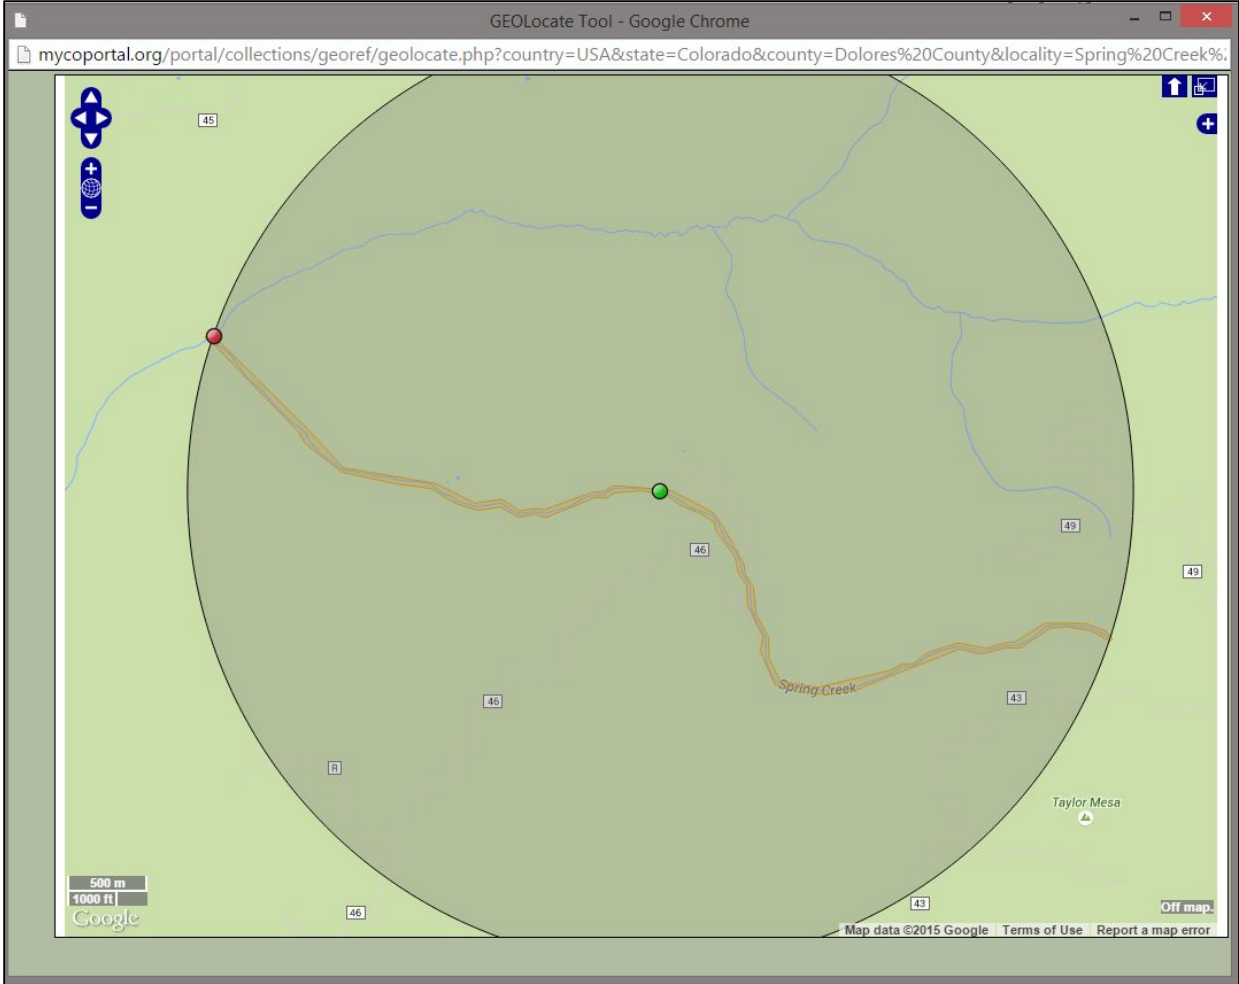 GEOLocate Tool - Google Chrome
mycoportal.org/portal/collections/georef/geolocate.php?country=USA&state=Colorado&county=Dolores%20County&locality=Spring%20Creek%2
45
49
46
49
Spring Creek
46
43
R
Taylor Mesa
500 m
1000 ft
Google
46
43
Off map.
Map data ©2015 Google Terms of Use Report a map error